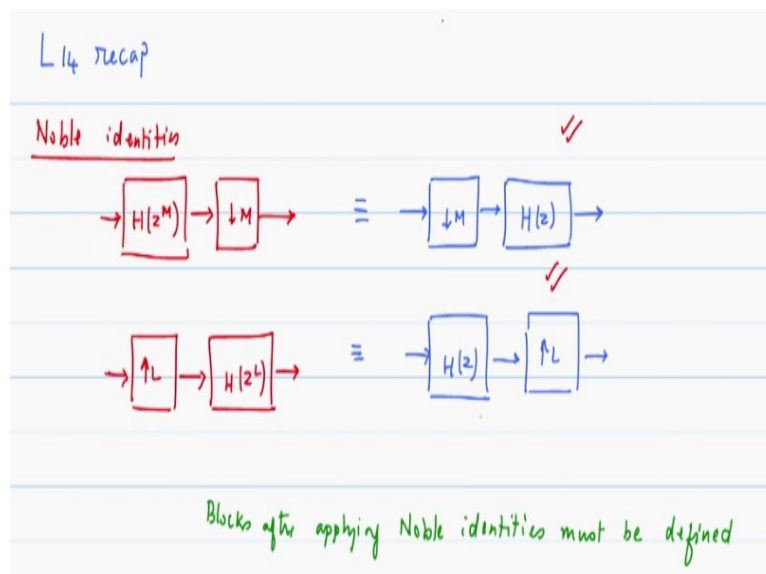 L14 recap
Noble identities
H(z^M) ↓M ≡ ↓M H(z)
↑L H(z^L) ≡ H(z) ↑L
Blocks after applying Noble identities must be defined